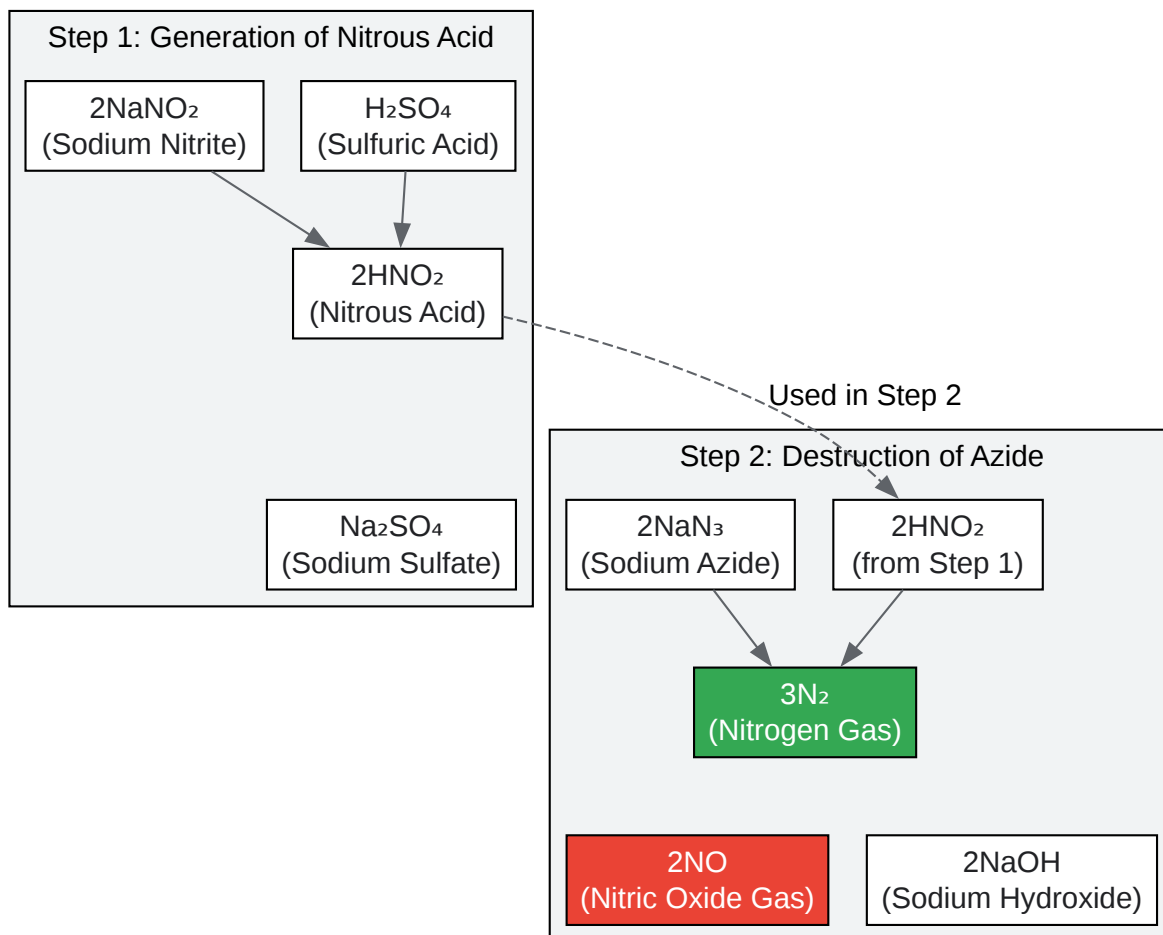 Step 1: Generation of Nitrous Acid
2NaNO₂
(Sodium Nitrite)
H₂SO₄
(Sulfuric Acid)
2HNO₂
(Nitrous Acid)
Na₂SO₄
(Sodium Sulfate)
Used in Step 2
Step 2: Destruction of Azide
2NaN₃
(Sodium Azide)
2HNO₂
(from Step 1)
3N₂
(Nitrogen Gas)
2NO
(Nitric Oxide Gas)
2NaOH
(Sodium Hydroxide)